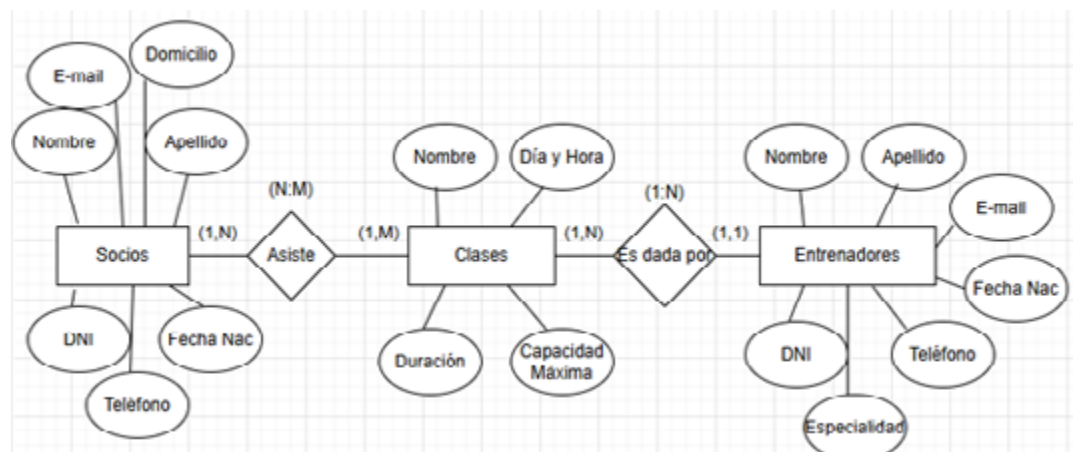 Domicilio
E-mail
Nombre
Apellido
(N:M)
(1,N)
(1,M)
Socios
Asiste
DNI
Fecha Nac
Teléfono
Nombre
Día y Hora
Clases
Duración
Capacidad
Máxima
(1:N)
(1,N)
(1,1)
Es dada por
Nombre
Apellido
E-mail
Entrenadores
Fecha Nac
DNI
Teléfono
Especialidad